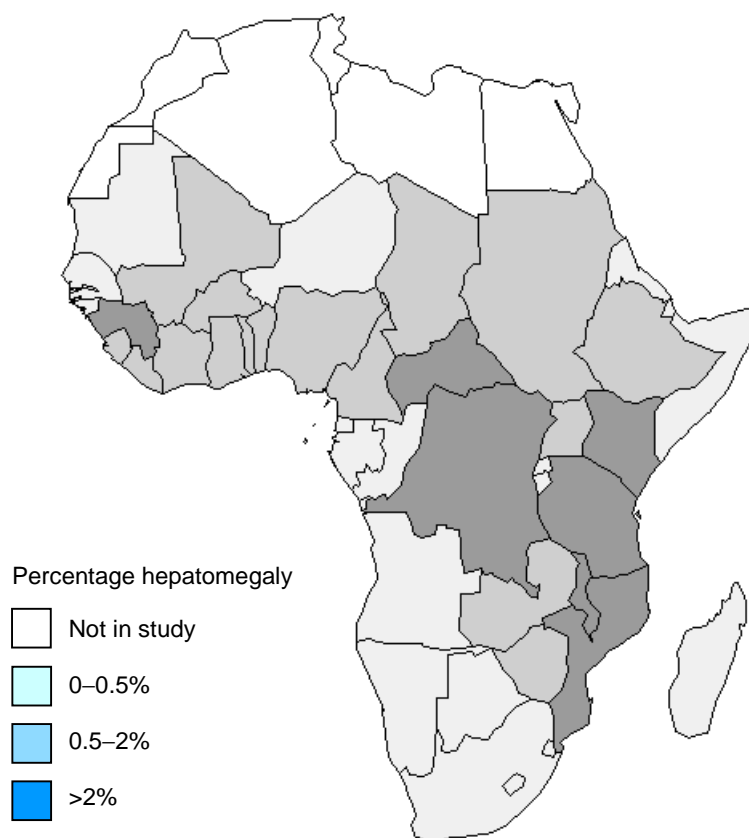 Percentage hepatomegaly
Not in study
0–0.5%
0.5–2%
>2%